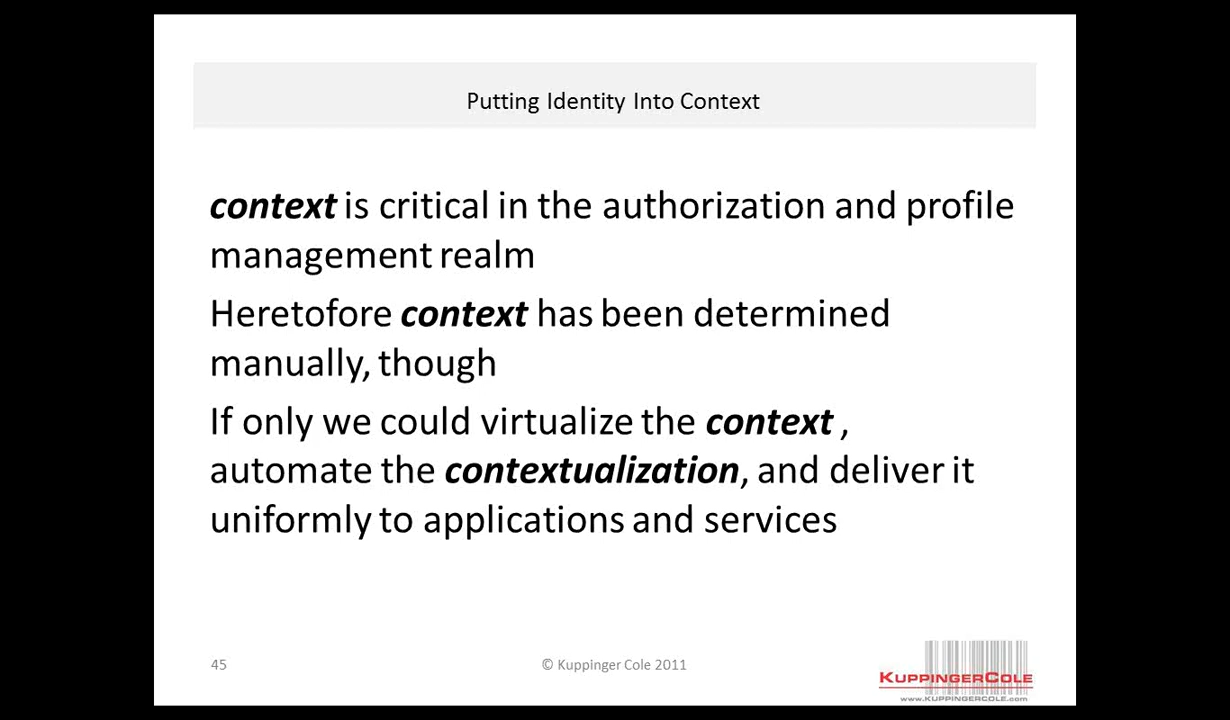 Putting Identity Into Context
context is critical in the authorization and profile
management realm
Heretofore context has been determined
manually, though
If only we could virtualize the context ,
automate the contextualization, and deliver it
uniformly to applications and services
45
© Kuppinger Cole 2011
KUPPINGERCOLE
www.KUPPINGERCOLE.com